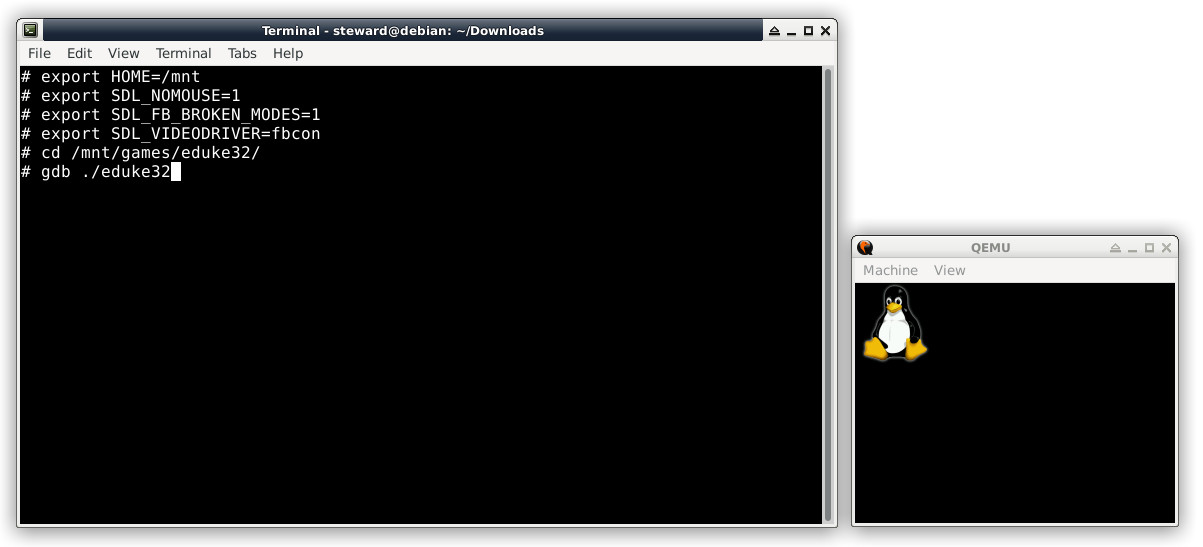 Terminal - steward@debian: ~/Downloads
File Edit View Terminal Tabs Help
# export HOME=/mnt
# export SDL_NOMOUSE=1
# export SDL_FB_BROKEN_MODES=1
# export SDL_VIDEODRIVER=fbcon
# cd /mnt/games/eduke32/
# gdb ./eduke32
QEMU
Machine View